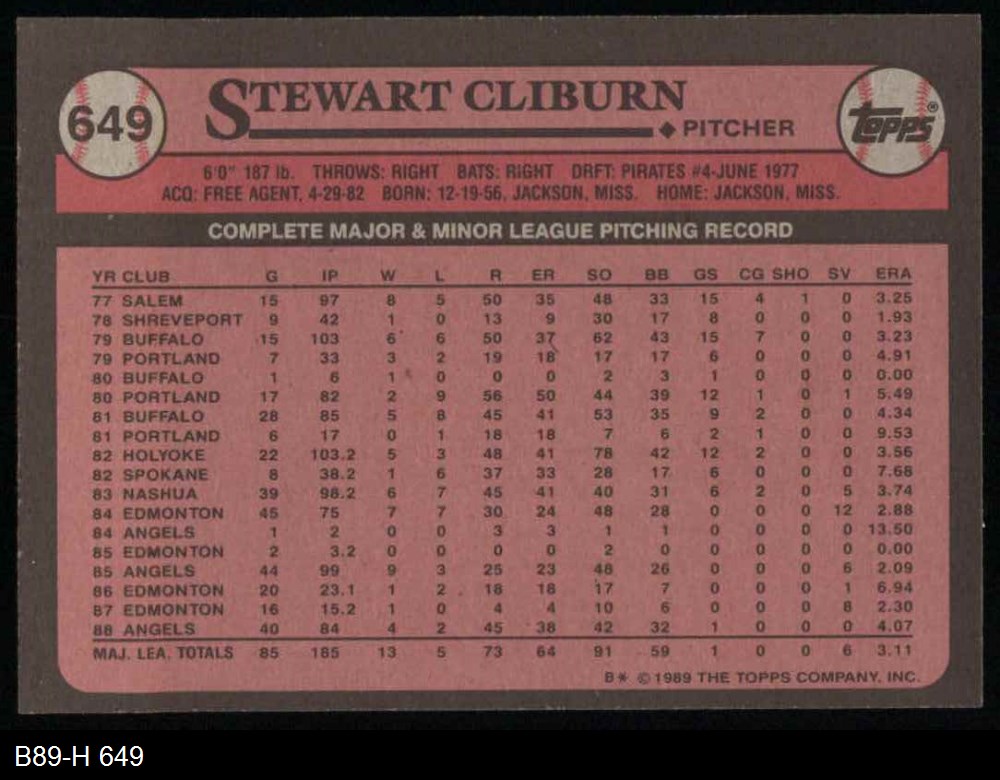 649
STEWART CLIBURN
PITCHER
TOPPS®
6'0" 187 lb. THROWS: RIGHT BATS: RIGHT DRFT: PIRATES #4-JUNE 1977
ACQ: FREE AGENT, 4-29-82 BORN: 12-19-56, JACKSON, MISS. HOME: JACKSON, MISS.
COMPLETE MAJOR & MINOR LEAGUE PITCHING RECORD
YR CLUB G IP W L R ER SO BB GS CG SHO SV ERA
77 SALEM 15 97 8 5 50 35 48 33 15 4 1 0 3.25
78 SHREVEPORT 9 42 1 0 13 9 30 17 8 0 0 0 1.93
79 BUFFALO 15 103 6 6 50 37 62 43 15 7 0 0 3.23
79 PORTLAND 7 33 3 2 19 18 17 17 6 0 0 0 4.91
80 BUFFALO 1 6 1 0 0 0 2 3 1 0 0 0 0.00
80 PORTLAND 17 82 2 9 56 50 44 39 12 1 0 1 5.49
81 BUFFALO 28 85 5 8 45 41 53 35 9 2 0 0 4.34
81 PORTLAND 6 17 0 1 18 18 7 6 2 1 0 0 9.53
82 HOLYOKE 22 103.2 5 3 48 41 78 42 12 2 0 0 3.56
82 SPOKANE 8 38.2 1 6 37 33 28 17 6 0 0 0 7.68
83 NASHUA 39 98.2 6 7 45 41 40 31 6 2 0 5 3.74
84 EDMONTON 45 75 7 7 30 24 48 28 0 0 0 12 2.88
84 ANGELS 1 2 0 0 3 3 1 1 0 0 0 0 13.50
85 EDMONTON 2 3.2 0 0 0 0 2 0 0 0 0 0 0.00
85 ANGELS 44 99 9 3 25 23 48 26 0 0 0 6 2.09
86 EDMONTON 20 23.1 1 2 18 18 17 7 0 0 0 1 6.94
87 EDMONTON 16 15.2 1 0 4 4 10 6 0 0 0 8 2.30
88 ANGELS 40 84 4 2 45 38 42 32 1 0 0 0 4.07
MAJ. LEA. TOTALS 85 185 13 5 73 64 91 59 1 0 0 6 3.11
B* © 1989 THE TOPPS COMPANY, INC.
B89-H 649